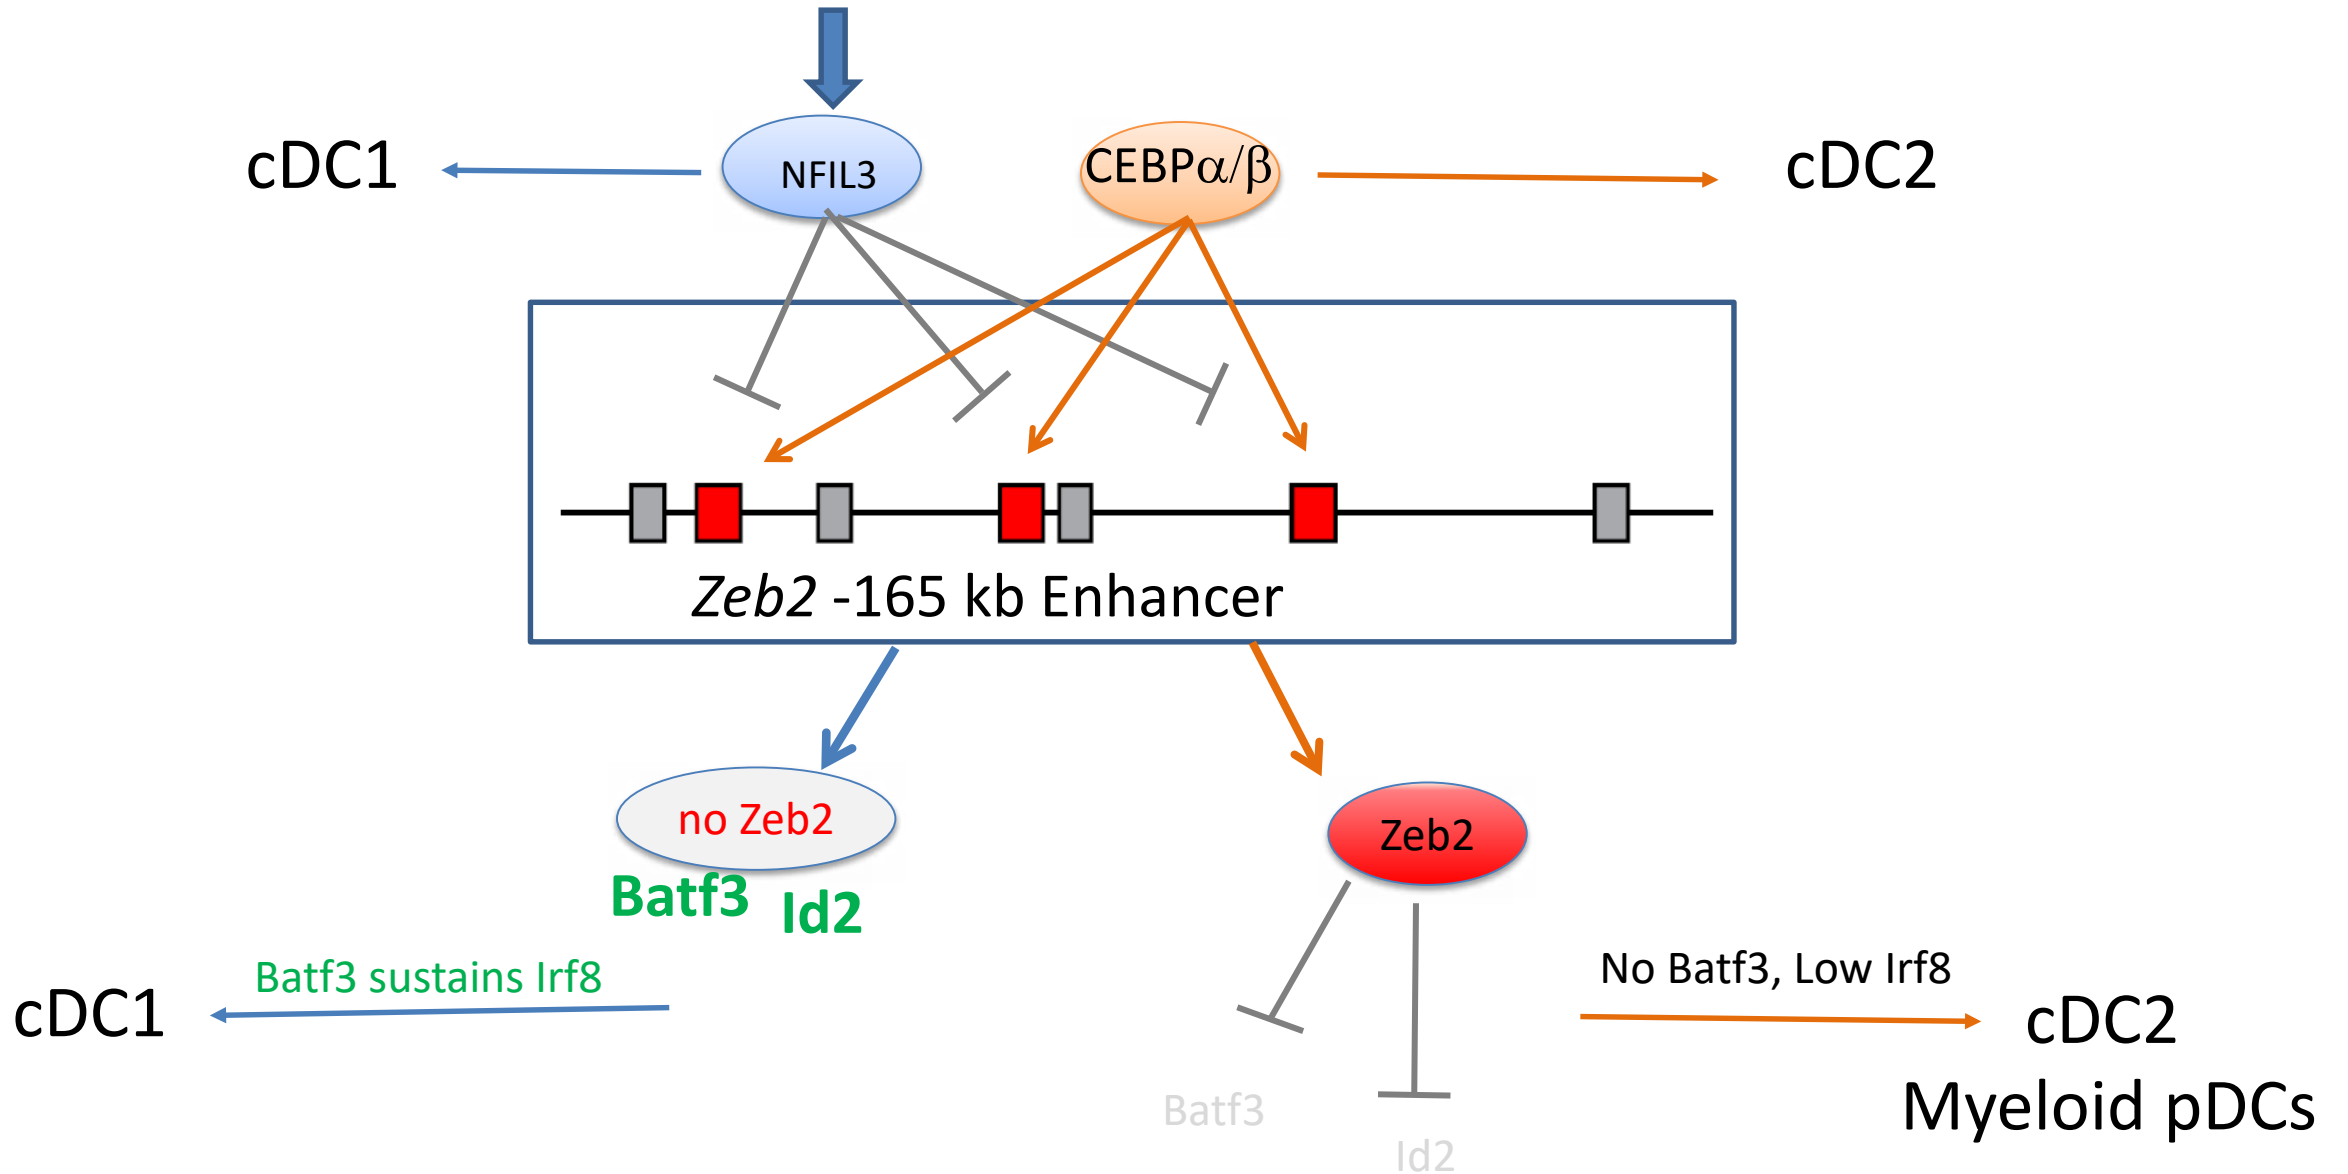 cDC1
NFIL3
CEBPα/β
cDC2
Zeb2 -165 kb Enhancer
no Zeb2
Zeb2
Batf3
Id2
Batf3 sustains Irf8
No Batf3, Low Irf8
cDC1
cDC2
Myeloid pDCs
Batf3
Id2